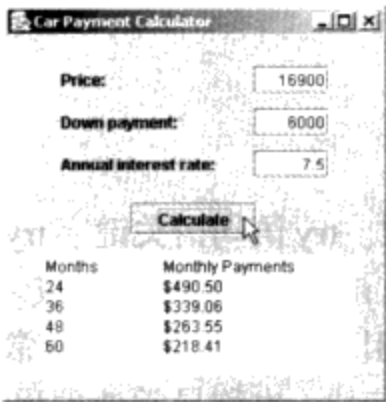 Car Payment Calculator
Price: 16900
Down payment: 6000
Annual interest rate: 7.5
Calculate
Months Monthly Payments
24 $490.50
36 $339.06
48 $263.55
60 $218.41